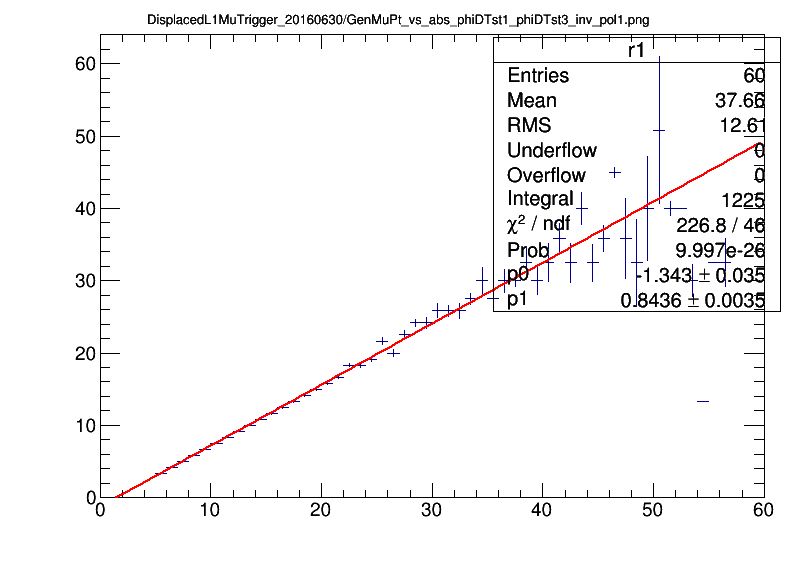 DisplacedL1MuTrigger_20160630/GenMuPt_vs_abs_phiDTst1_phiDTst3_inv_pol1.png
r1
Entries 60
Mean 37.66
RMS 12.61
Underflow 0
Overflow 0
Integral 1225
χ² / ndf 226.8 / 46
Prob 9.997e-26
p0 -1.343 ± 0.035
p1 0.8436 ± 0.0035
60
50
40
30
20
10
0
0 10 20 30 40 50 60